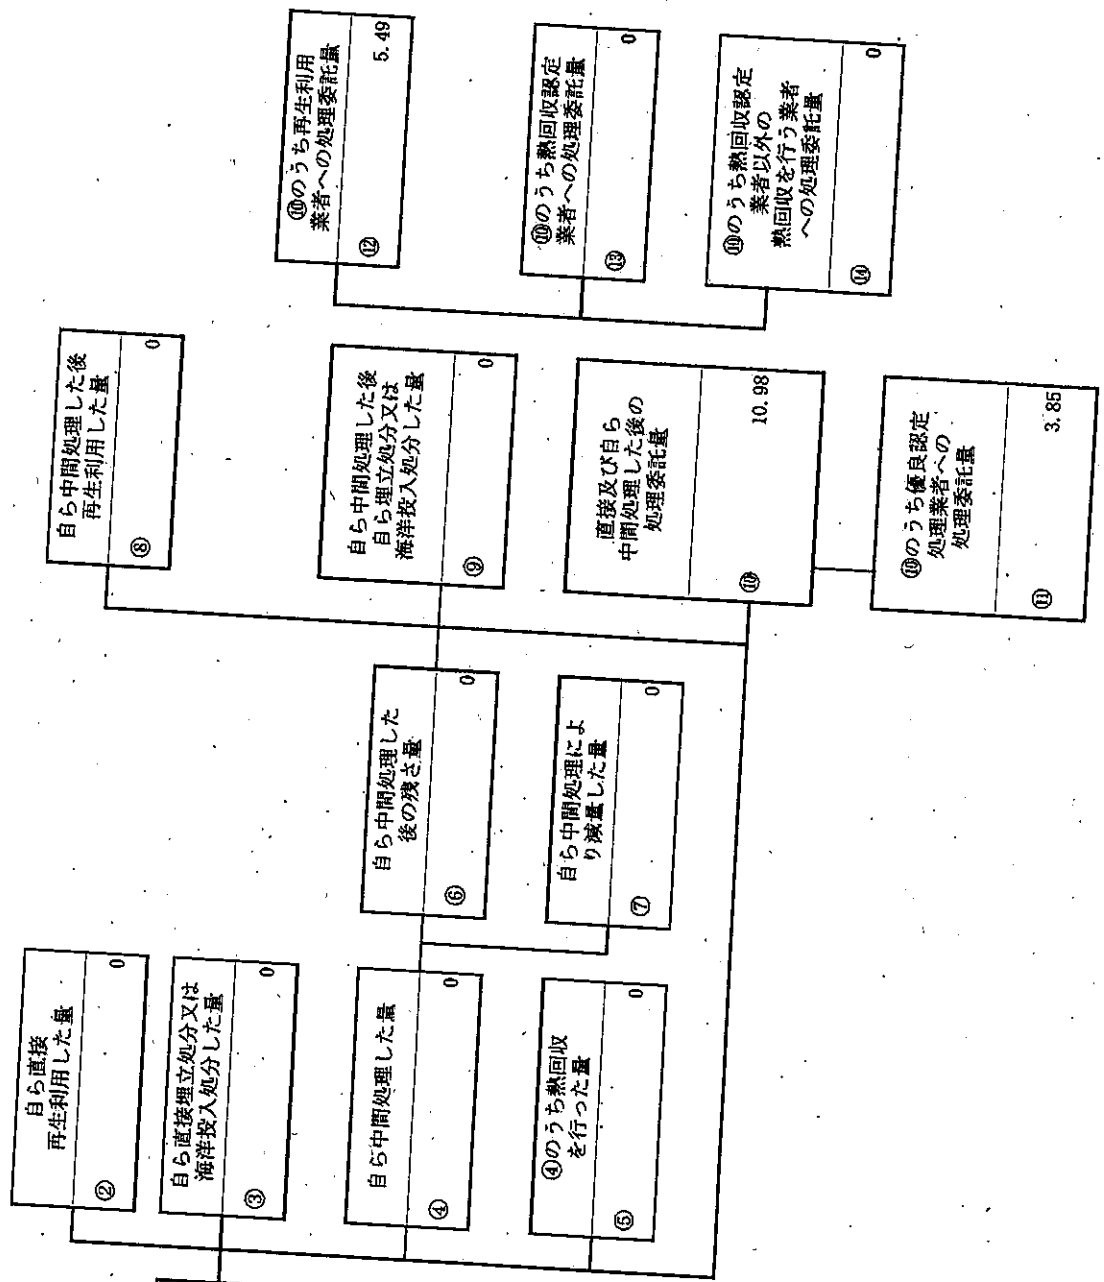 自ら直接
再生利用した量
② 0
自ら直接埋立処分又は
海洋投入処分した量
③ 0
自ら中間処理した量
④ 0
④のうち熱回収
を行った量
⑤ 0
自ら中間処理した
後の残さ量
⑥ 0
自ら中間処理によ
り減量した量
⑦ 0
自ら中間処理した後
再生利用した量
⑧ 0
自ら中間処理した後
自ら埋立処分又は
海洋投入処分した量
⑨ 0
直接及び自ら
中間処理した後の
処理委託量
⑩ 10.98
⑩のうち優良認定
処理業者への
処理委託量
⑪ 3.85
⑩のうち再生利用
業者への処理委託量
⑫ 5.49
⑩のうち熱回収認定
業者への処理委託量
⑬ 0
⑩のうち熱回収認定
業者以外の
熱回収を行う業者
への処理委託量
⑭ 0